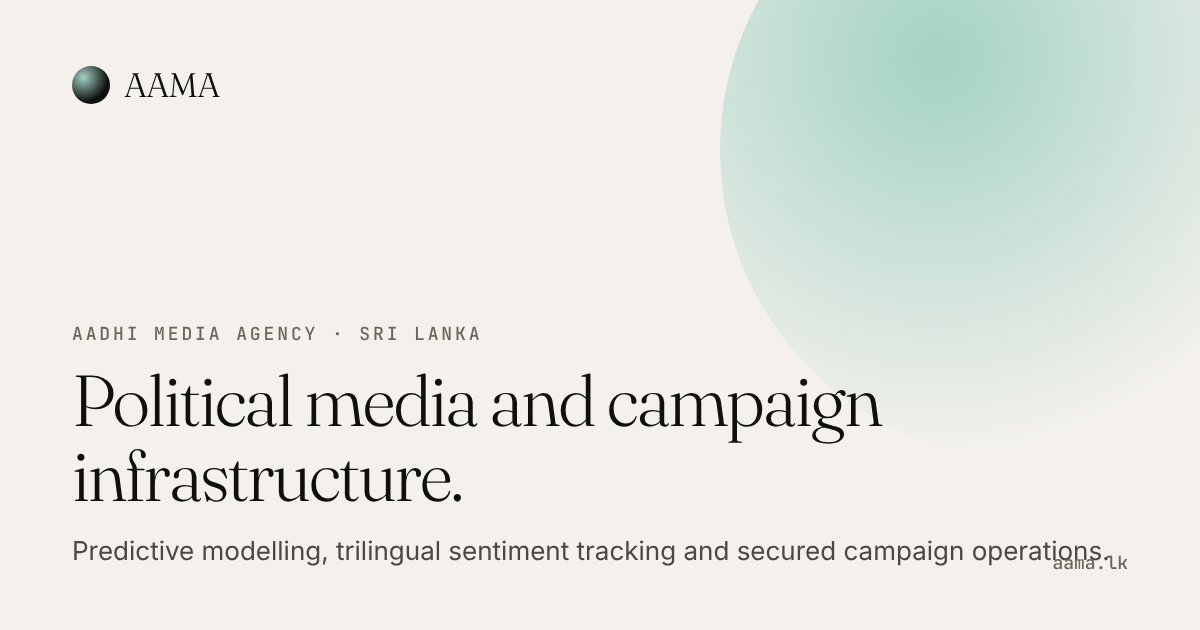 AAMA
AADHI MEDIA AGENCY · SRI LANKA
Political media and campaign
infrastructure.
Predictive modelling, trilingual sentiment tracking and secured campaign operations.
aama.lk